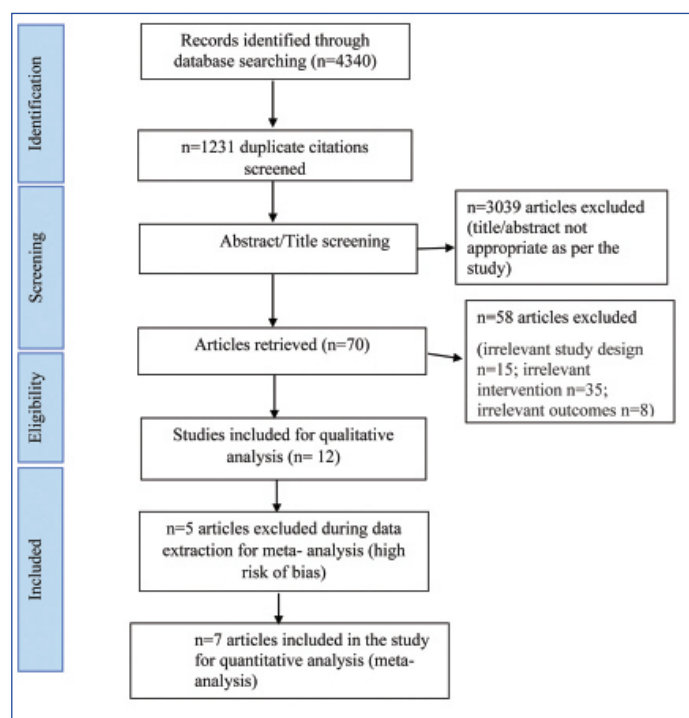 Identification
Records identified through
database searching (n=4340)
n=1231 duplicate citations
screened
Screening
Abstract/Title screening
n=3039 articles excluded
(title/abstract not
appropriate as per the
study)
Articles retrieved (n=70)
n=58 articles excluded
(irrelevant study design
n=15; irrelevant
intervention n=35;
irrelevant outcomes n=8)
Eligibility
Studies included for qualitative
analysis (n= 12)
Included
n=5 articles excluded during data
extraction for meta- analysis (high
risk of bias)
n=7 articles included in the study
for quantitative analysis (meta-
analysis)